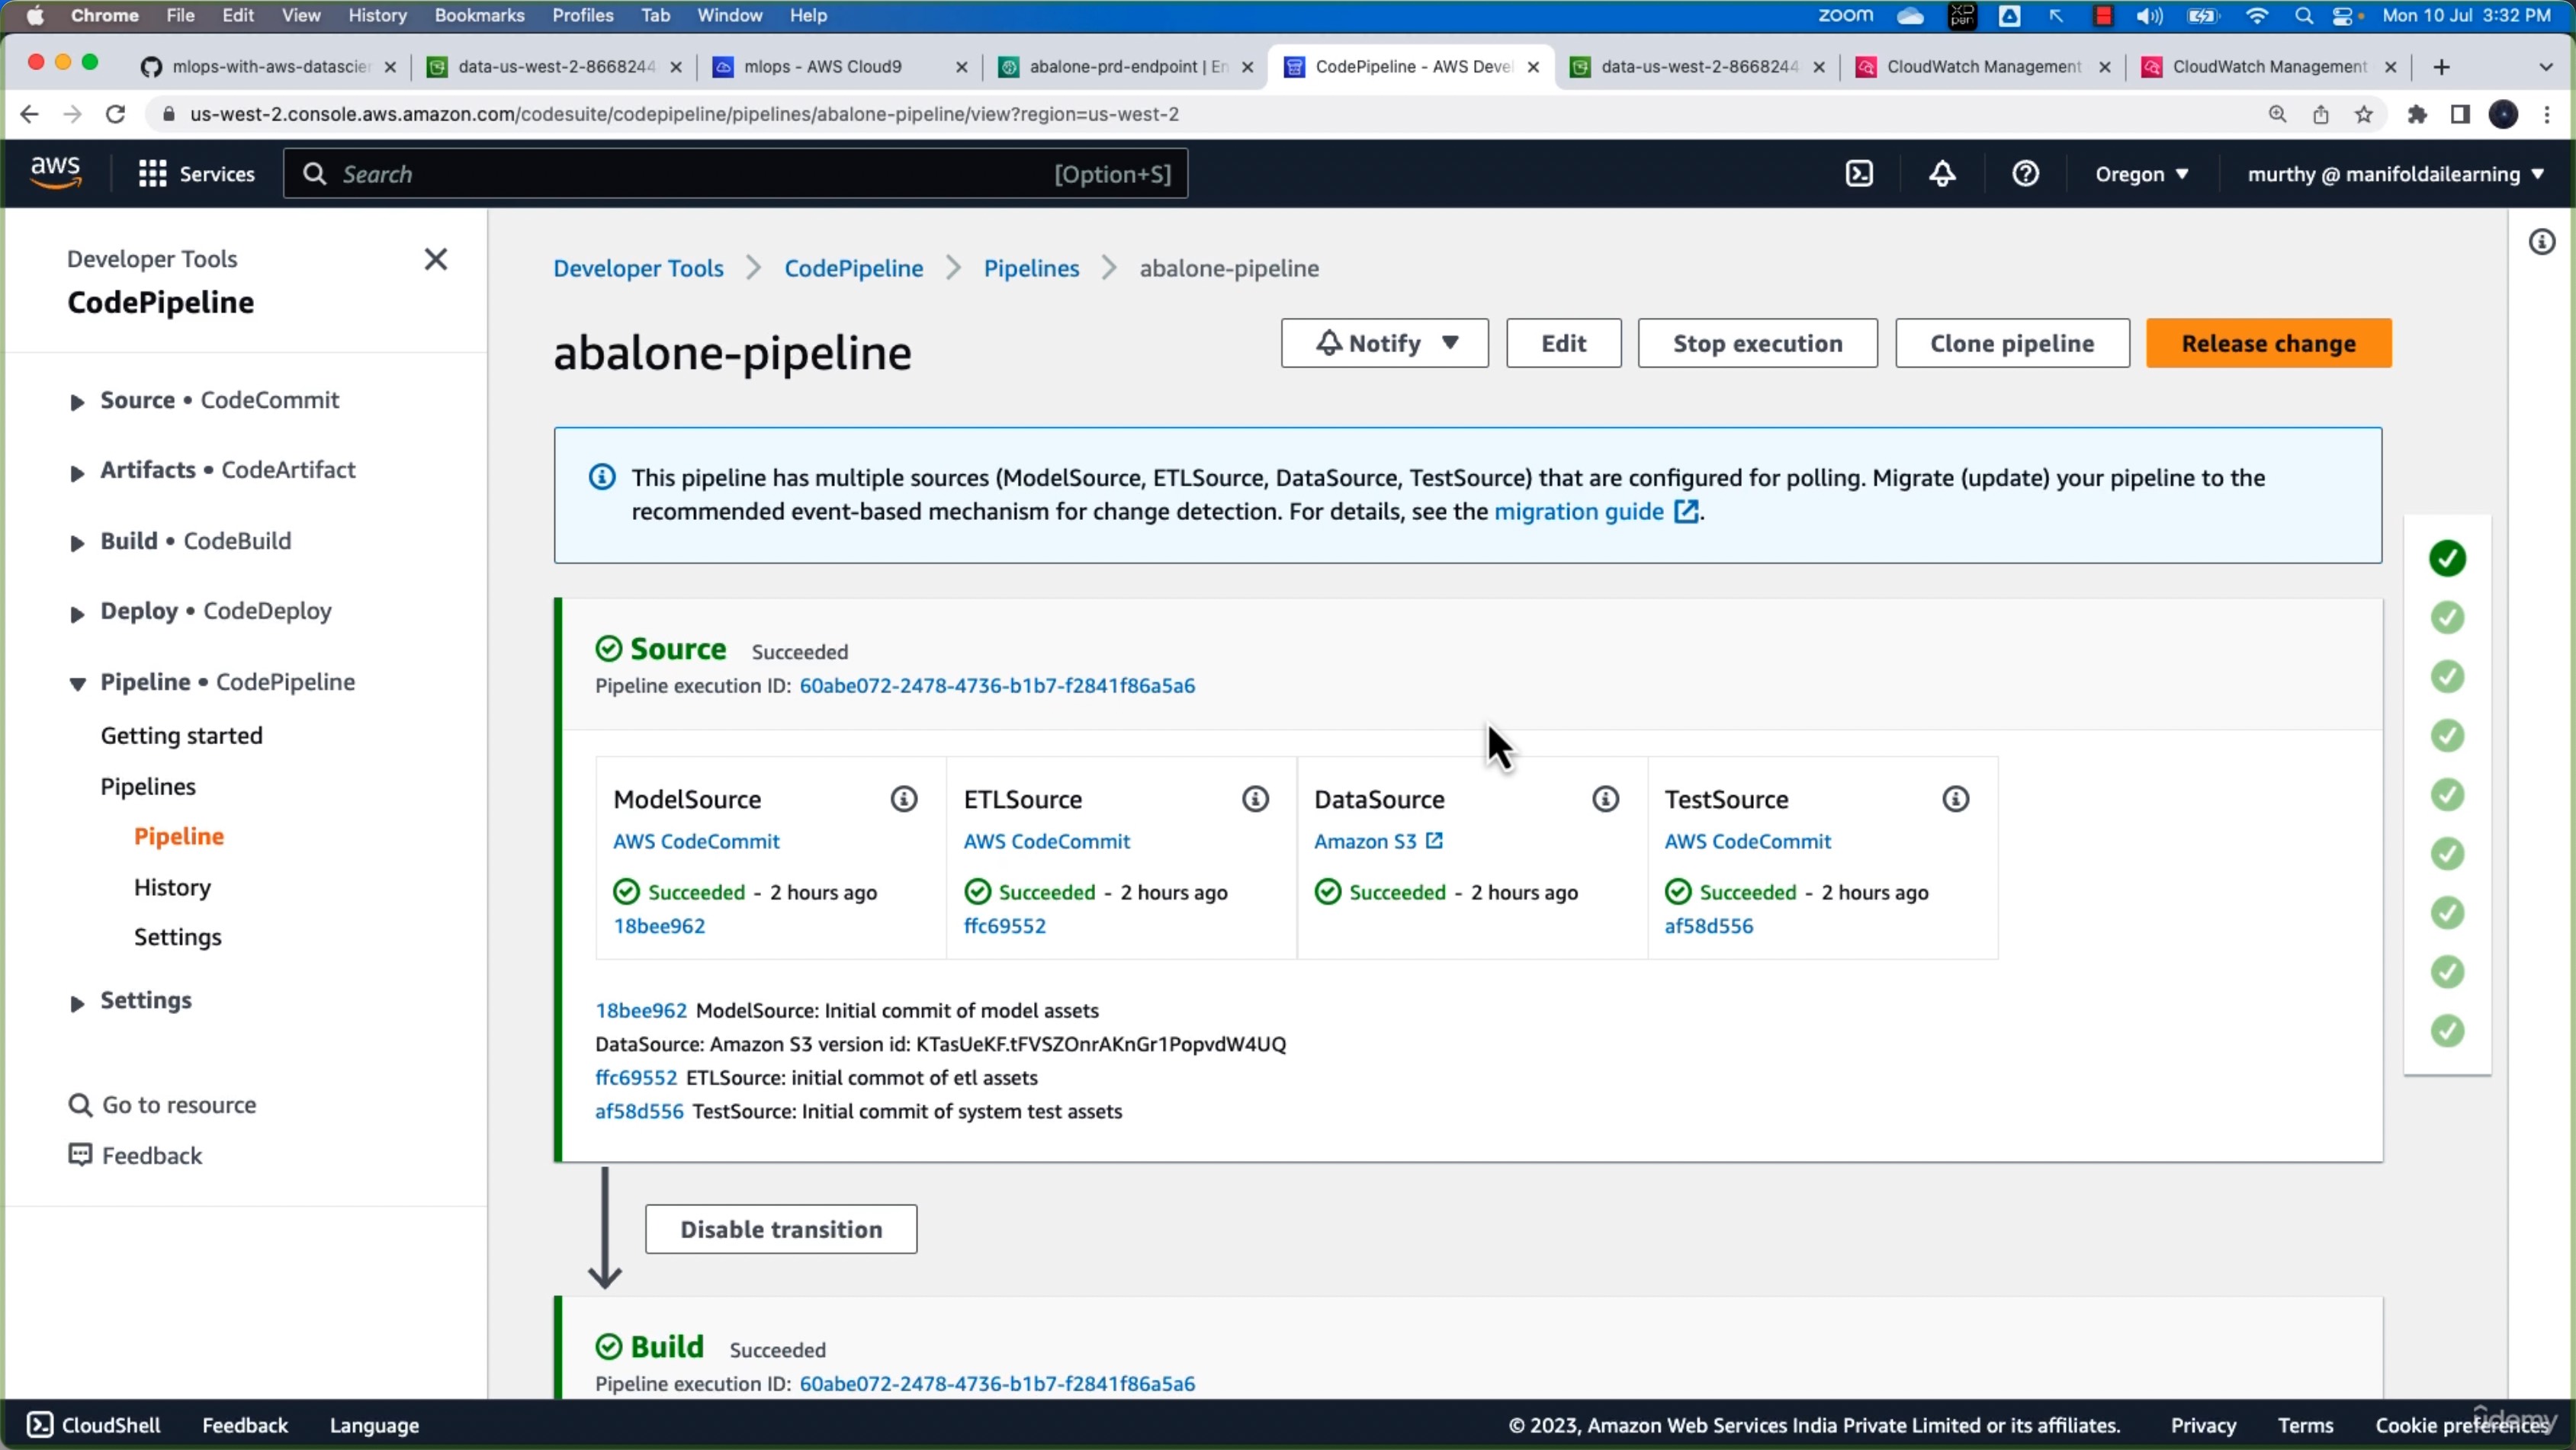 Chrome File Edit View History Bookmarks Profiles Tab Window Help
zoom XD pen Mon 10 Jul 3:32 PM
mlops-with-aws-datascien
data-us-west-2-8668244
mlops - AWS Cloud9
abalone-prd-endpoint | En
CodePipeline - AWS Devel
data-us-west-2-8668244
CloudWatch Management
CloudWatch Management
us-west-2.console.aws.amazon.com/codesuite/codepipeline/pipelines/abalone-pipeline/view?region=us-west-2
aws Services Search [Option+S] Oregon murthy @ manifoldailearning
Developer Tools
CodePipeline
Source • CodeCommit
Artifacts • CodeArtifact
Build • CodeBuild
Deploy • CodeDeploy
Pipeline • CodePipeline
Getting started
Pipelines
Pipeline
History
Settings
Settings
Go to resource
Feedback
Developer Tools > CodePipeline > Pipelines > abalone-pipeline
abalone-pipeline
Notify Edit Stop execution Clone pipeline Release change
This pipeline has multiple sources (ModelSource, ETLSource, DataSource, TestSource) that are configured for polling. Migrate (update) your pipeline to the
recommended event-based mechanism for change detection. For details, see the migration guide.
Source Succeeded
Pipeline execution ID: 60abe072-2478-4736-b1b7-f2841f86a5a6
ModelSource
AWS CodeCommit
Succeeded - 2 hours ago
18bee962
ETLSource
AWS CodeCommit
Succeeded - 2 hours ago
ffc69552
DataSource
Amazon S3
Succeeded - 2 hours ago
TestSource
AWS CodeCommit
Succeeded - 2 hours ago
af58d556
18bee962 ModelSource: Initial commit of model assets
DataSource: Amazon S3 version id: KTasUeKF.tFVSZOnrAKnGr1PopvdW4UQ
ffc69552 ETLSource: initial commot of etl assets
af58d556 TestSource: Initial commit of system test assets
Disable transition
Build Succeeded
Pipeline execution ID: 60abe072-2478-4736-b1b7-f2841f86a5a6
CloudShell Feedback Language
© 2023, Amazon Web Services India Private Limited or its affiliates. Privacy Terms Cookie preferences
udemy